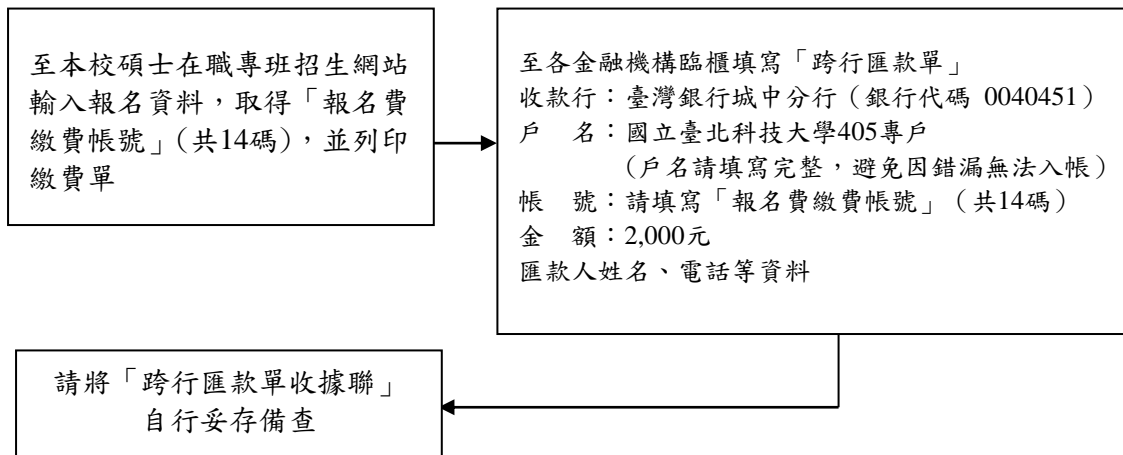 至本校碩士在職專班招生網站
輸入報名資料，取得「報名費
繳費帳號」（共14碼），並列印
繳費單
至各金融機構臨櫃填寫「跨行匯款單」
收款行：臺灣銀行城中分行（銀行代碼 0040451）
戶　名：國立臺北科技大學405專戶
（戶名請填寫完整，避免因錯漏無法入帳）
帳　號：請填寫「報名費繳費帳號」（共14碼）
金　額：2,000元
匯款人姓名、電話等資料
請將「跨行匯款單收據聯」
自行妥存備查